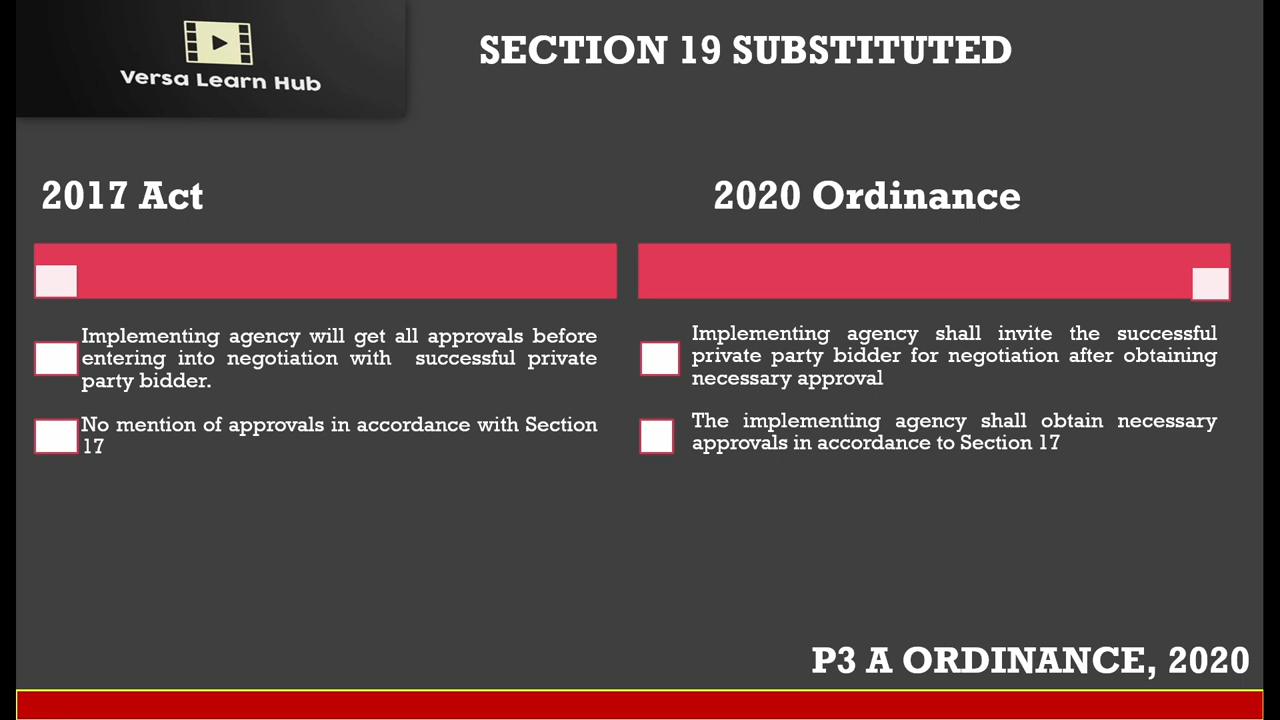 Versa Learn Hub
SECTION 19 SUBSTITUTED
2017 Act
Implementing agency will get all approvals before
entering into negotiation with successful private
party bidder.
No mention of approvals in accordance with Section
17
2020 Ordinance
Implementing agency shall invite the successful
private party bidder for negotiation after obtaining
necessary approval
The implementing agency shall obtain necessary
approvals in accordance to Section 17
P3 A ORDINANCE, 2020